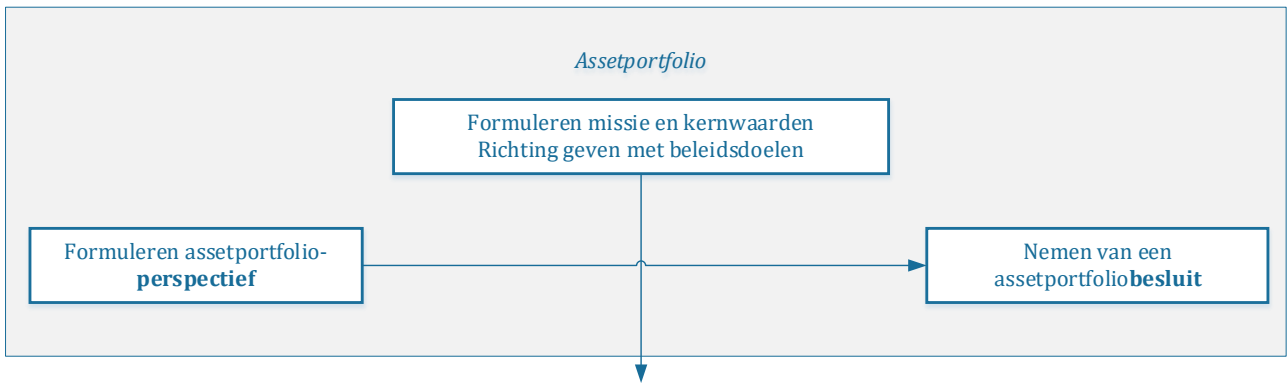 Assetportfolio
Formuleren missie en kernwaarden
Richting geven met beleidsdoelen
Formuleren assetportfolio-
perspectief
Nemen van een
assetportfoliobesluit